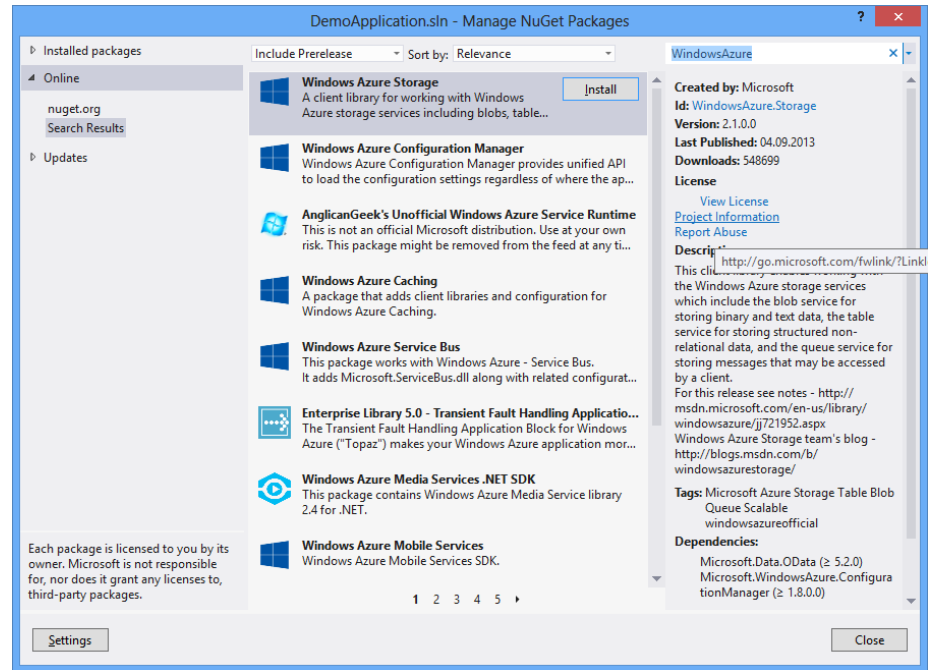 DemoApplication.sln - Manage NuGet Packages
Installed packages
Online
nuget.org
Search Results
Updates
Each package is licensed to you by its
owner. Microsoft is not responsible
for, nor does it grant any licenses to,
third-party packages.
Settings
Include Prerelease
Sort by: Relevance
Windows Azure Storage
A client library for working with Windows
Azure storage services including blobs, table...
Install
Windows Azure Configuration Manager
Windows Azure Configuration Manager provides unified API
to load the configuration settings regardless of where the ap...
AnglicanGeek's Unofficial Windows Azure Service Runtime
This is not an official Microsoft distribution. Use at your own
risk. This package might be removed from the feed at any ti...
Windows Azure Caching
A package that adds client libraries and configuration for
Windows Azure Caching.
Windows Azure Service Bus
This package works with Windows Azure - Service Bus.
It adds Microsoft.ServiceBus.dll along with related configurat...
Enterprise Library 5.0 - Transient Fault Handling Applicatio...
The Transient Fault Handling Application Block for Windows
Azure ("Topaz") makes your Windows Azure application mor...
Windows Azure Media Services .NET SDK
This package contains Windows Azure Media Service library
2.4 for .NET.
Windows Azure Mobile Services
Windows Azure Mobile Services SDK.
1 2 3 4 5
WindowsAzure
Created by: Microsoft
Id: WindowsAzure.Storage
Version: 2.1.0.0
Last Published: 04.09.2013
Downloads: 548699
License
View License
Project Information
Report Abuse
http://go.microsoft.com/fwlink/?LinkI
the Windows Azure storage services
which include the blob service for
storing binary and text data, the table
service for storing structured non-
relational data, and the queue service for
storing messages that may be accessed
by a client.
For this release see notes - http://
msdn.microsoft.com/en-us/library/
windowsazure/jj721952.aspx
Windows Azure Storage team's blog -
http://blogs.msdn.com/b/
windowsazurestorage/
Tags: Microsoft Azure Storage Table Blob
Queue Scalable
windowsazureofficial
Dependencies:
Microsoft.Data.OData (≥ 5.2.0)
Microsoft.WindowsAzure.Configura
tionManager (≥ 1.8.0.0)
Close